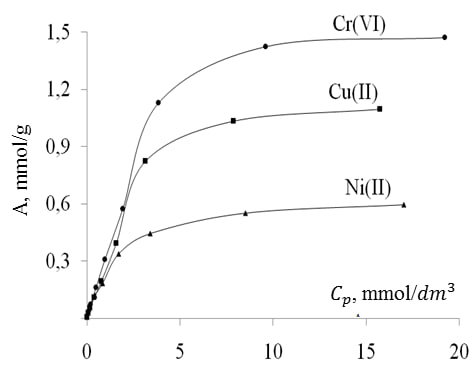 1,5
Cr(VI)
1,2
Cu(II)
A, mmol/g
0,9
0,6
Ni(II)
0,3
Cₚ, mmol/dm³
0 5 10 15 20